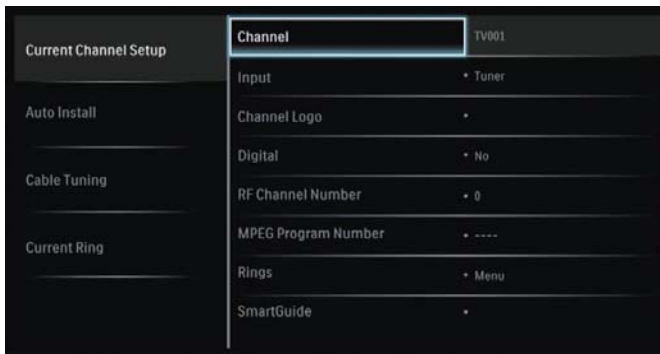 Current Channel Setup
Auto Install
Cable Tuning
Current Ring
Channel TV001
Input • Tuner
Channel Logo •
Digital • No
RF Channel Number • 0
MPEG Program Number • ----
Rings • Menu
SmartGuide •